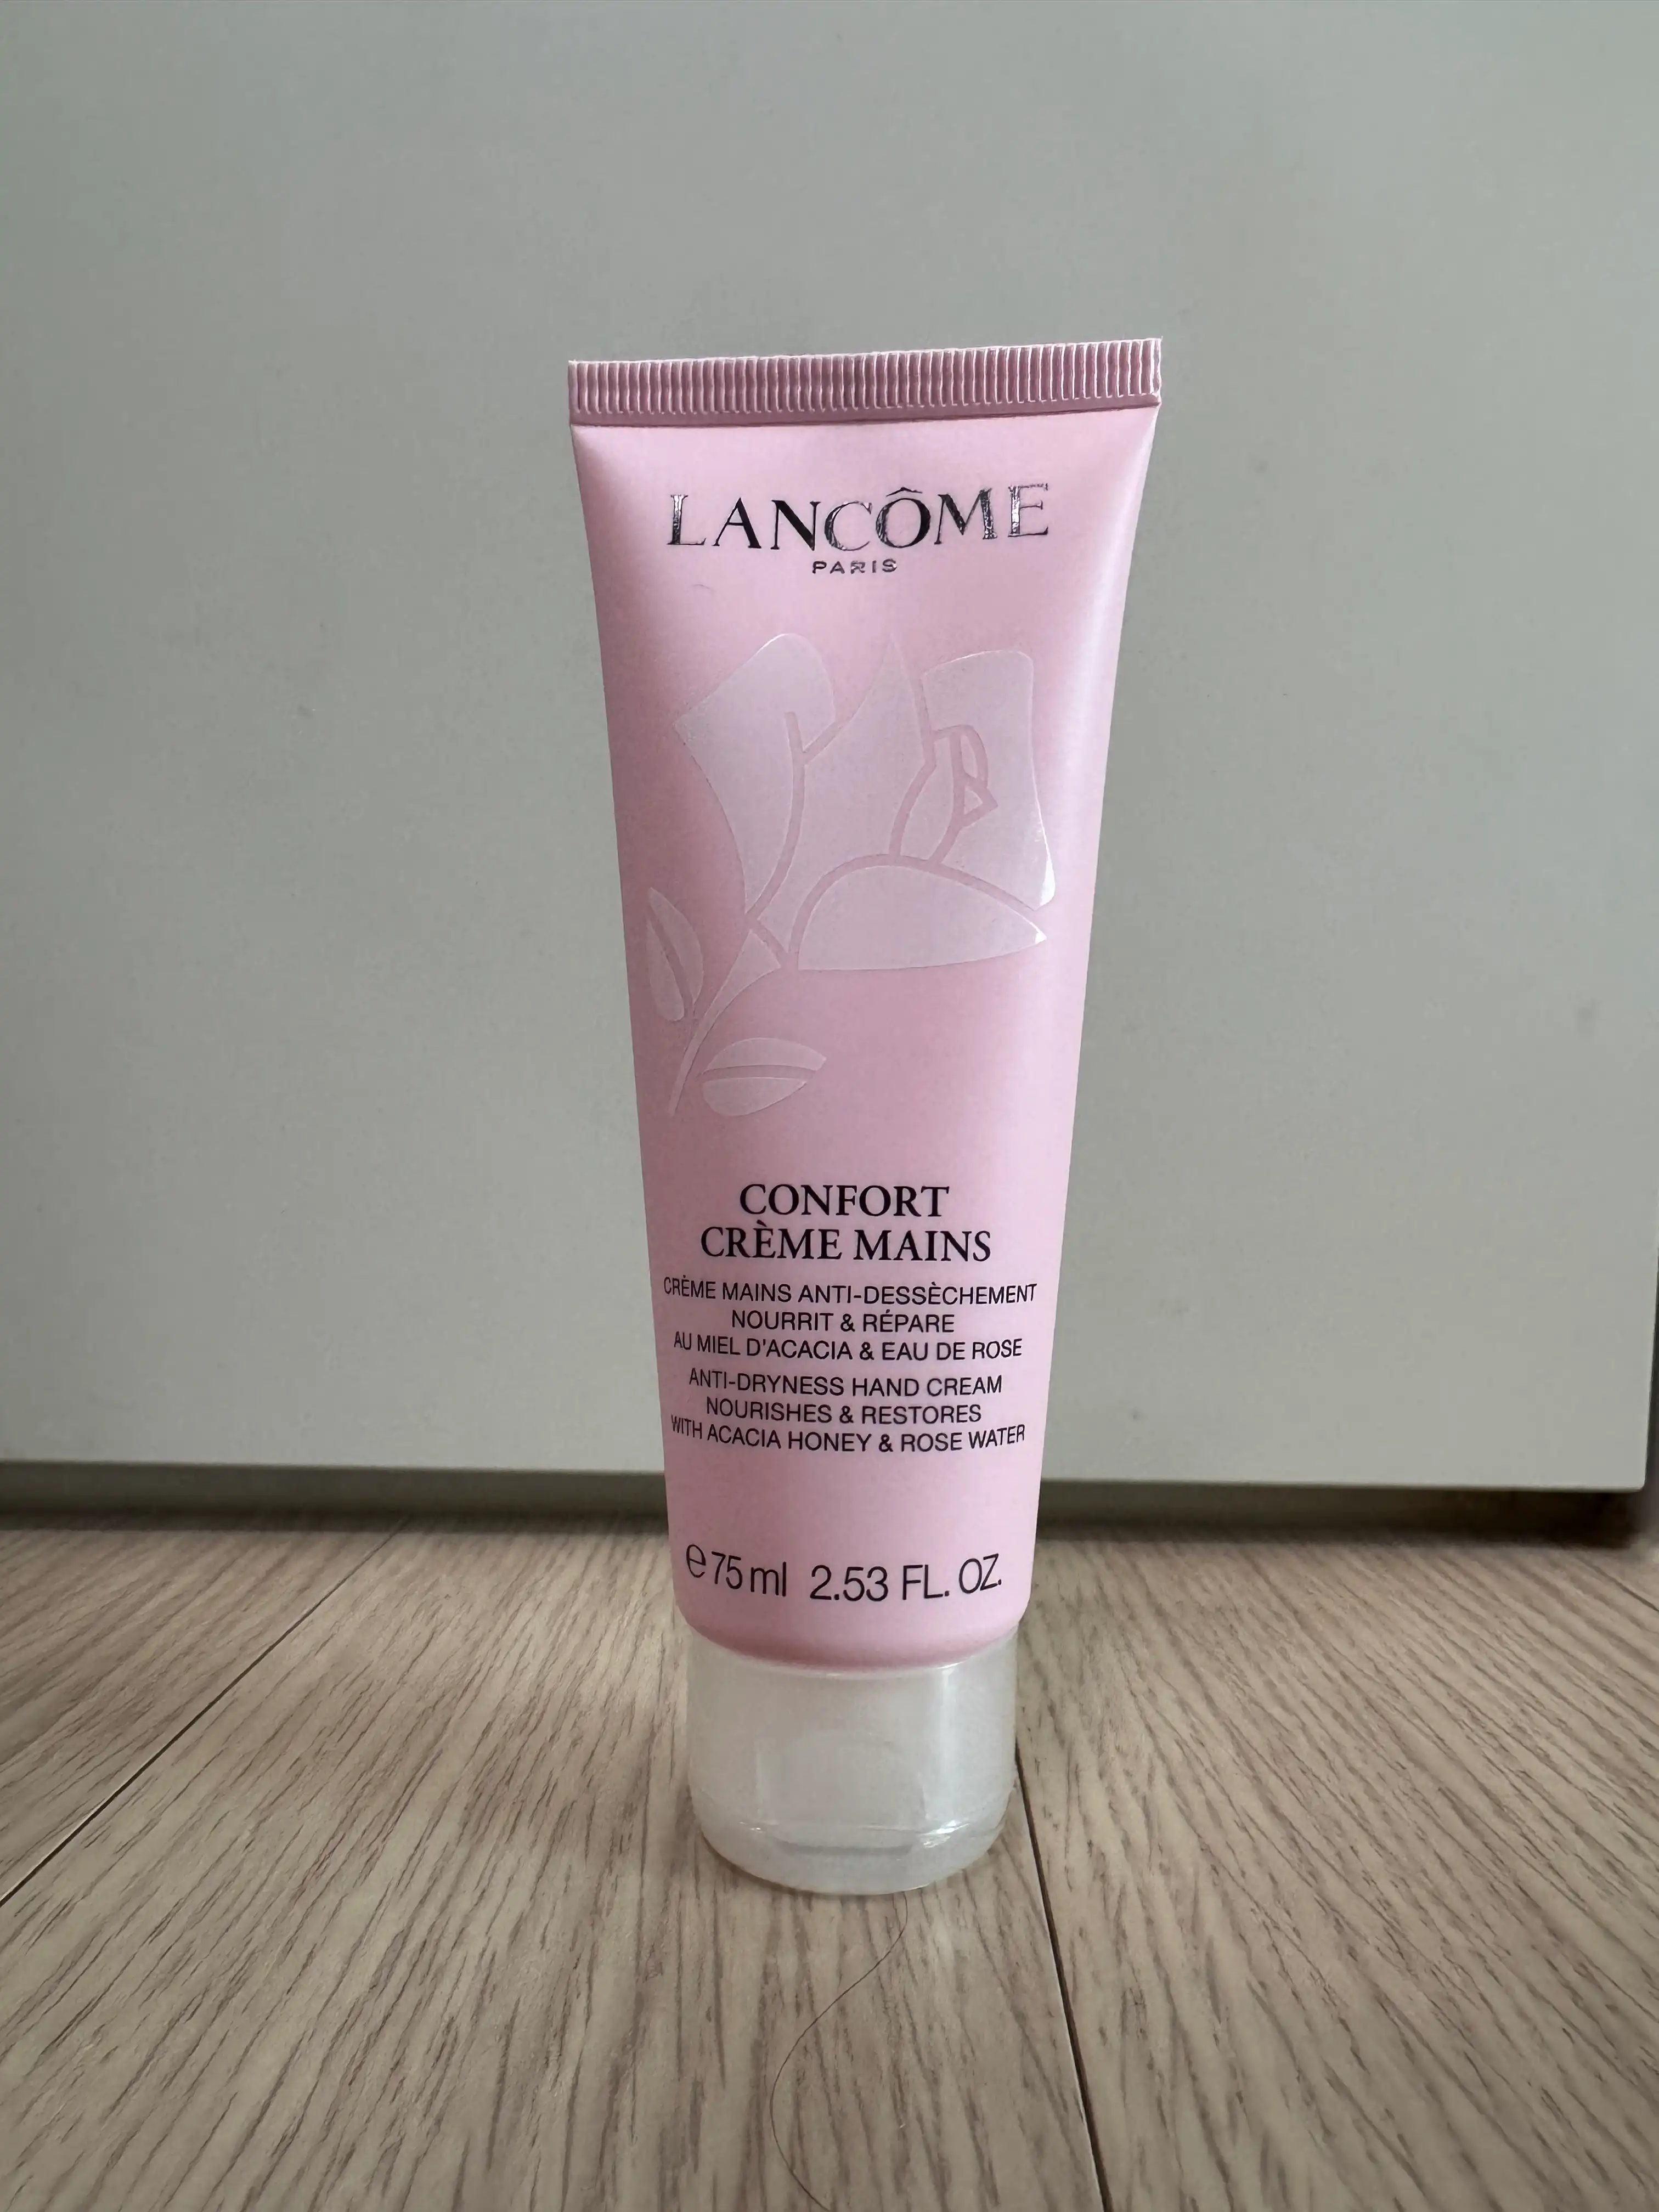 LANCÔME
PARIS
CONFORT
CRÈME MAINS
CRÈME MAINS ANTI-DESSÈCHEMENT
NOURRIT & RÉPARE
AU MIEL D'ACACIA & EAU DE ROSE
ANTI-DRYNESS HAND CREAM
NOURISHES & RESTORES
WITH ACACIA HONEY & ROSE WATER
℮75ml 2.53 FL. OZ.